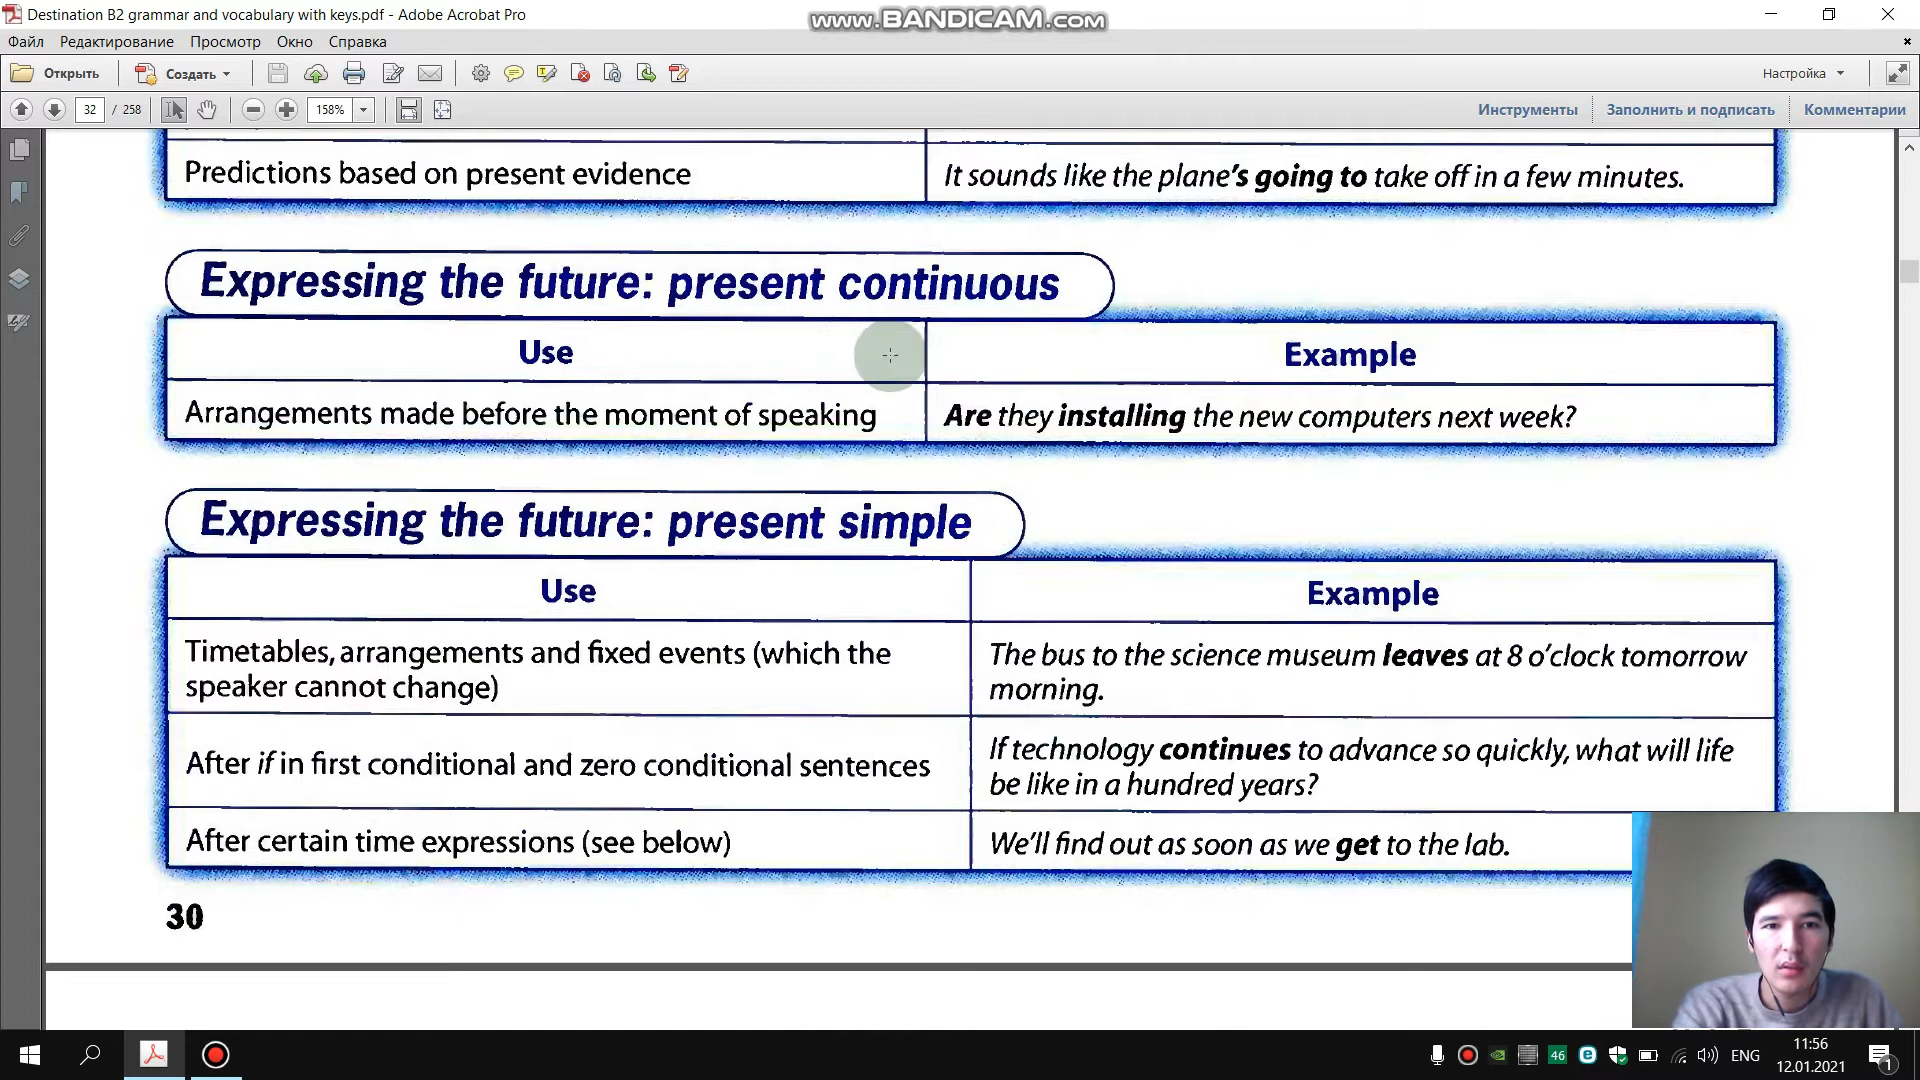 Destination B2 grammar and vocabulary with keys.pdf - Adobe Acrobat Pro
www.BANDICAM.com
Файл Редактирование Просмотр Окно Справка
Открыть Создать Настройка
32 / 258 158% Инструменты Заполнить и подписать Комментарии
Predictions based on present evidence
It sounds like the plane's going to take off in a few minutes.
Expressing the future: present continuous
Use Example
Arrangements made before the moment of speaking
Are they installing the new computers next week?
Expressing the future: present simple
Use Example
Timetables, arrangements and fixed events (which the
speaker cannot change)
The bus to the science museum leaves at 8 o'clock tomorrow
morning.
After if in first conditional and zero conditional sentences
If technology continues to advance so quickly, what will life
be like in a hundred years?
After certain time expressions (see below)
We'll find out as soon as we get to the lab.
30
46 ENG
11:56
12.01.2021
1